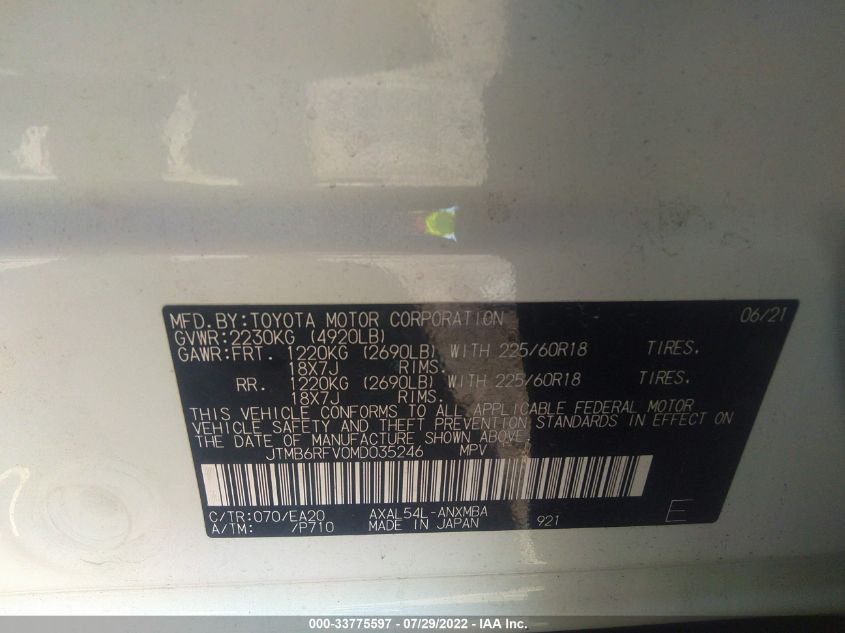 MFD.BY:TOYOTA MOTOR CORPORATION 06/21
GVWR:2230KG (4920LB)
GAWR:FRT. 1220KG (2690LB) WITH 225/60R18 TIRES.
18X7J RIMS.
RR. 1220KG (2690LB) WITH 225/60R18 TIRES.
18X7J RIMS.
THIS VEHICLE CONFORMS TO ALL APPLICABLE FEDERAL MOTOR
VEHICLE SAFETY AND THEFT PREVENTION STANDARDS IN EFFECT ON
THE DATE OF MANUFACTURE SHOWN ABOVE.
JTMB6RFV0MD035246 MPV
C/TR:070/EA20 AXAL54L-ANXMBA
A/TM: /P710 MADE IN JAPAN 921 E
000-33775597 - 07/29/2022 - IAA Inc.